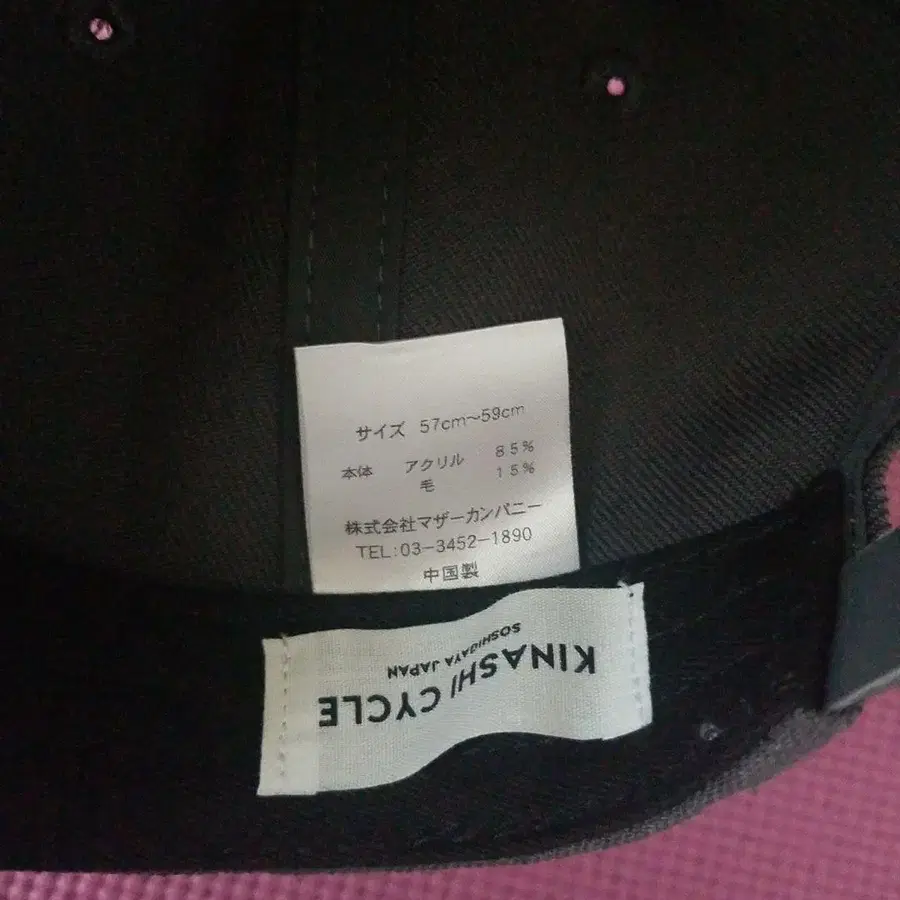 サイズ 57cm～59cm
本体 アクリル 85%
毛 15%
株式会社マザーカンパニー
TEL:03-3452-1890
中国製
KINASHI CYCLE
SOSHIGAYA JAPAN